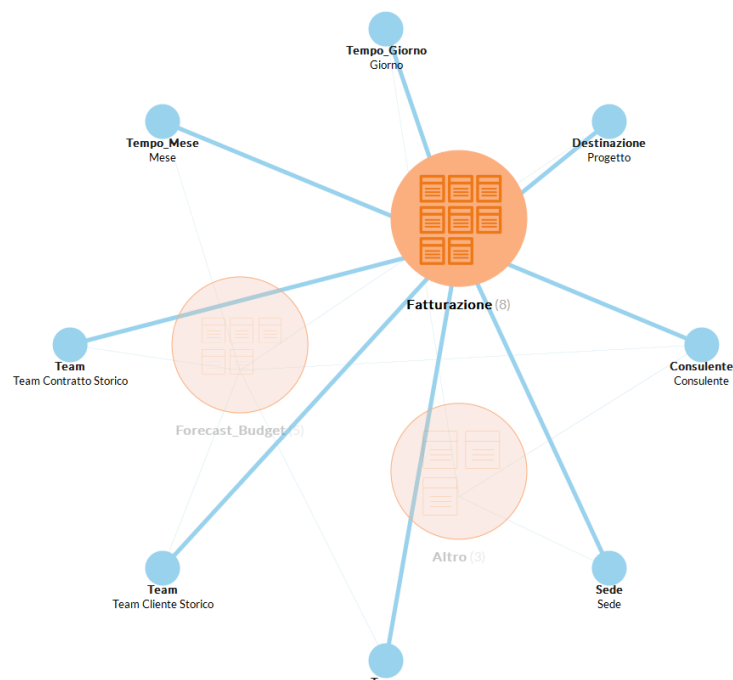 Tempo_Giorno
Giorno
Tempo_Mese
Mese
Destinazione
Progetto
Fatturazione (8)
Team
Team Contratto Storico
Consulente
Consulente
Forecast_Budget (5)
Altro (3)
Team
Team Cliente Storico
Sede
Sede